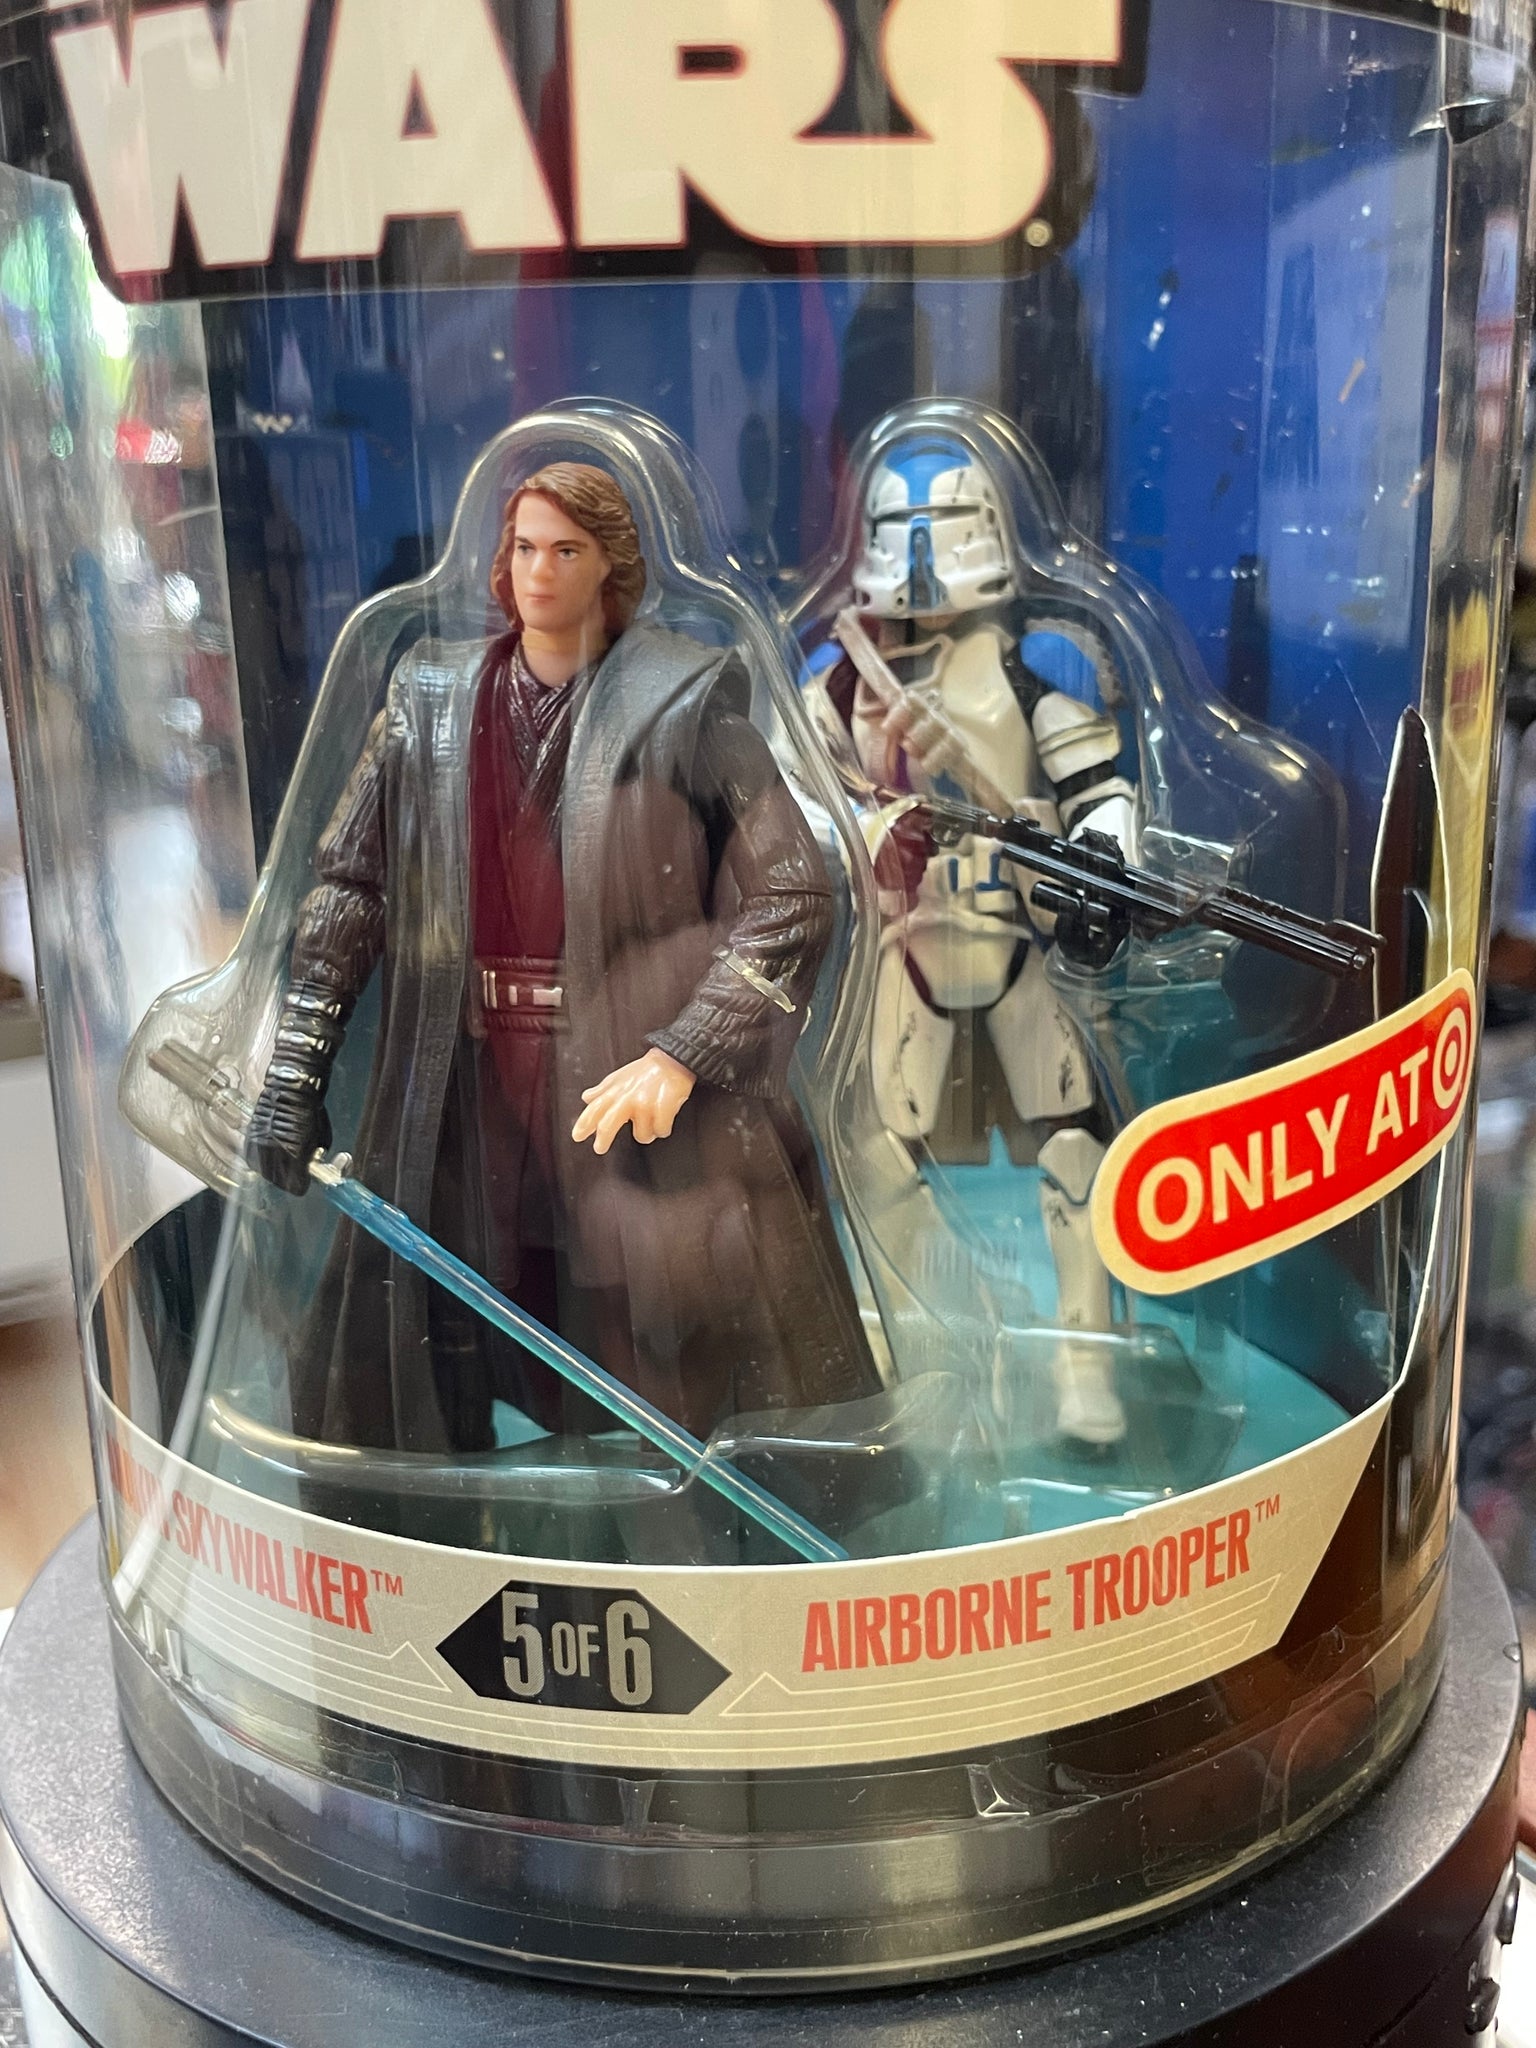 WARS®
ONLY AT
SKYWALKER™
5 OF 6
AIRBORNE TROOPER™